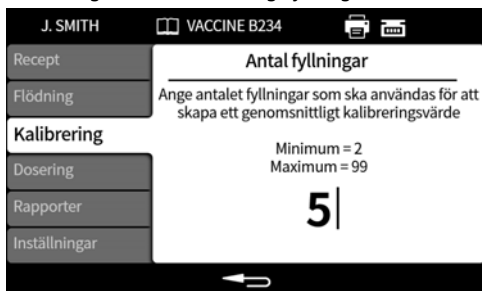 J. SMITH
VACCINE B234
Recept
Flödning
Kalibrering
Dosering
Rapporter
Inställningar
Antal fyllningar
Ange antalet fyllningar som ska användas för att
skapa ett genomsnittligt kalibreringsvärde
Minimum = 2
Maximum = 99
5